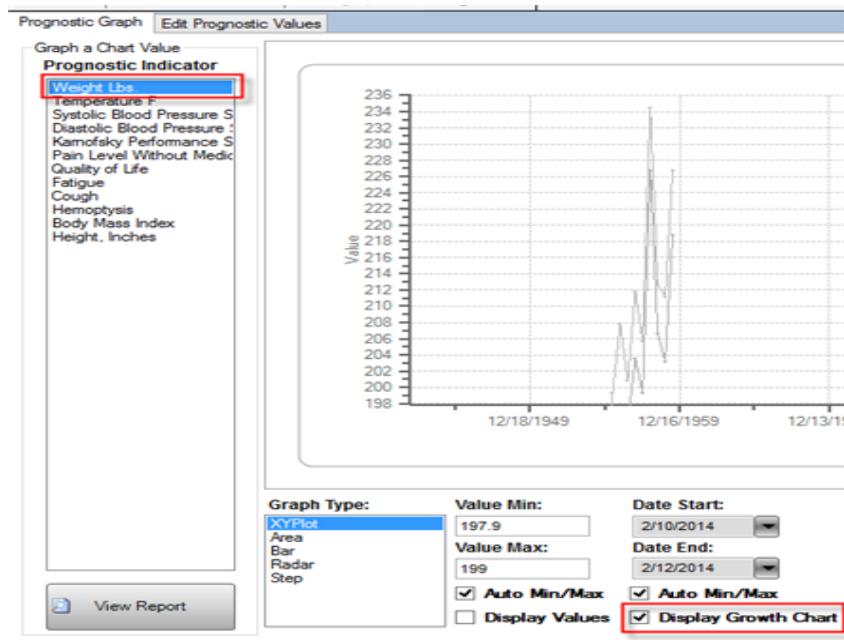 Prognostic Graph Edit Prognostic Values
Graph a Chart Value
Prognostic Indicator
Weight Lbs.
Temperature F
Systolic Blood Pressure S
Diastolic Blood Pressure S
Karnofsky Performance S
Pain Level Without Medic
Quality of Life
Fatigue
Cough
Hemoptysis
Body Mass Index
Height, Inches
View Report
236
234
232
230
228
226
224
222
220
218
216
214
212
210
208
206
204
202
200
198
Value
12/18/1949 12/16/1959 12/13/19
Graph Type:
XYPlot
Area
Bar
Radar
Step
Value Min:
197.9
Value Max:
199
Auto Min/Max
Display Values
Date Start:
2/10/2014
Date End:
2/12/2014
Auto Min/Max
Display Growth Chart